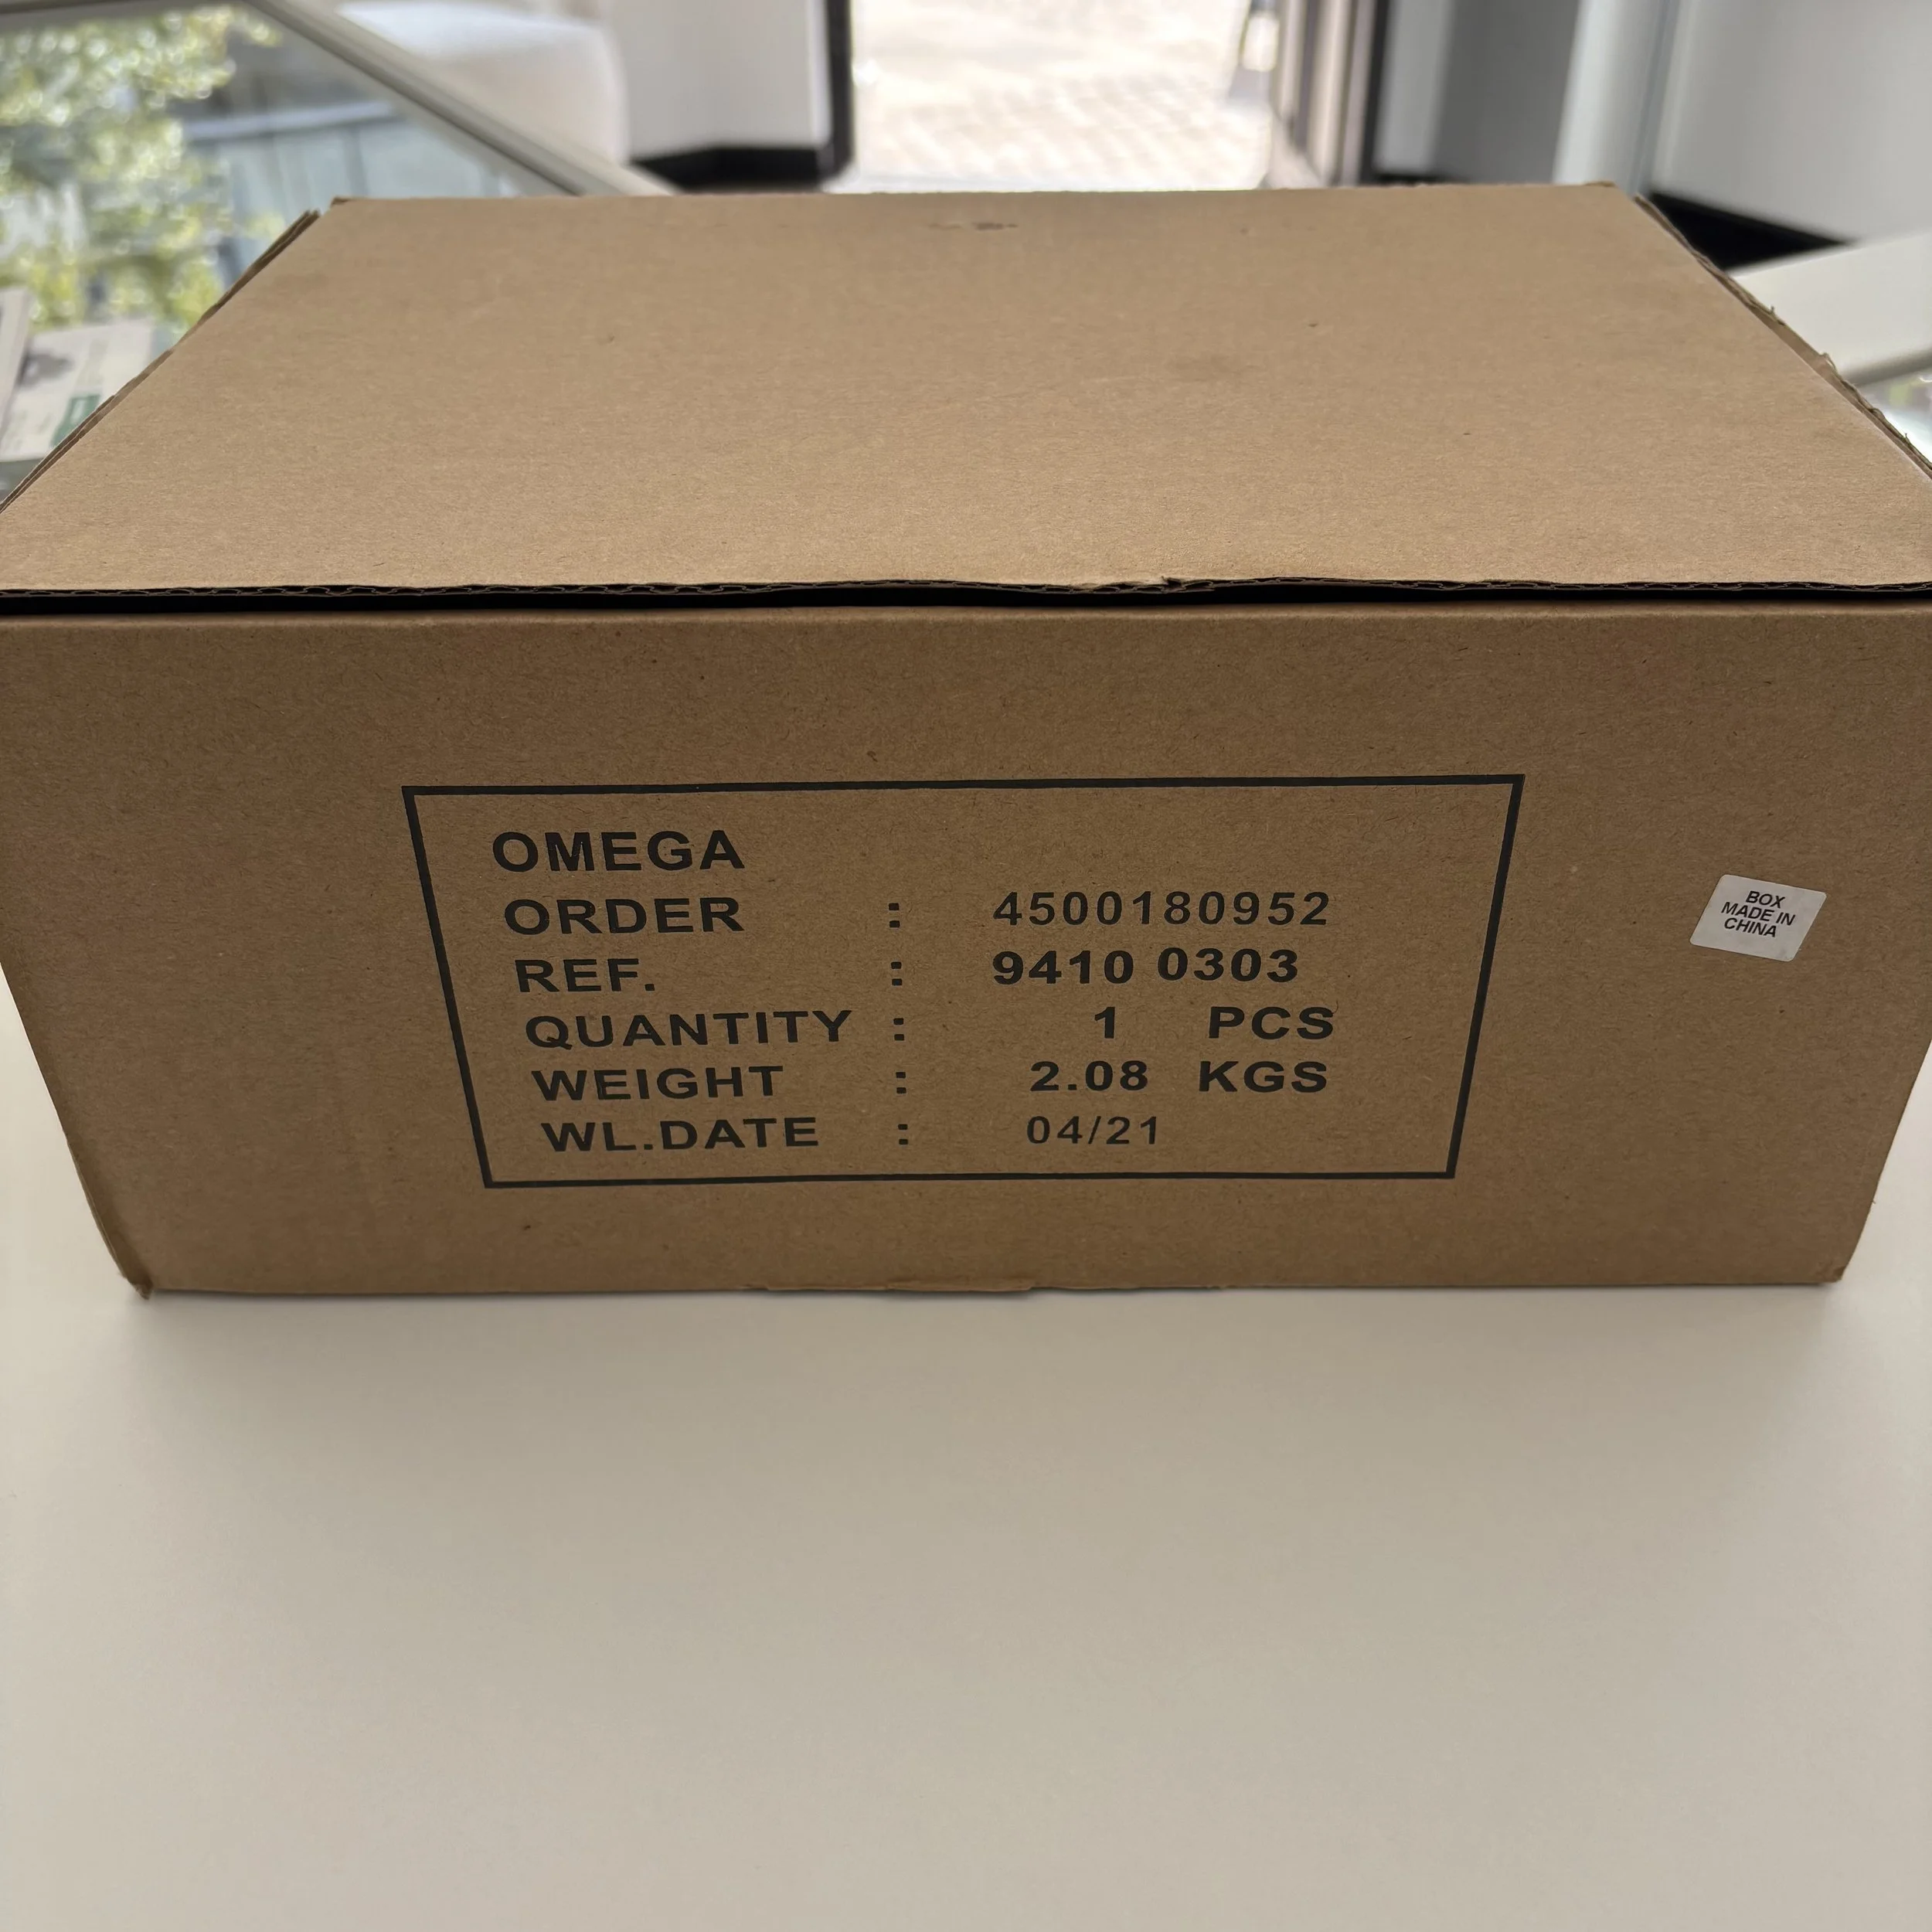 OMEGA
ORDER : 4500180952
REF. : 9410 0303
QUANTITY : 1 PCS
WEIGHT : 2.08 KGS
WL.DATE : 04/21
BOX
MADE IN
CHINA